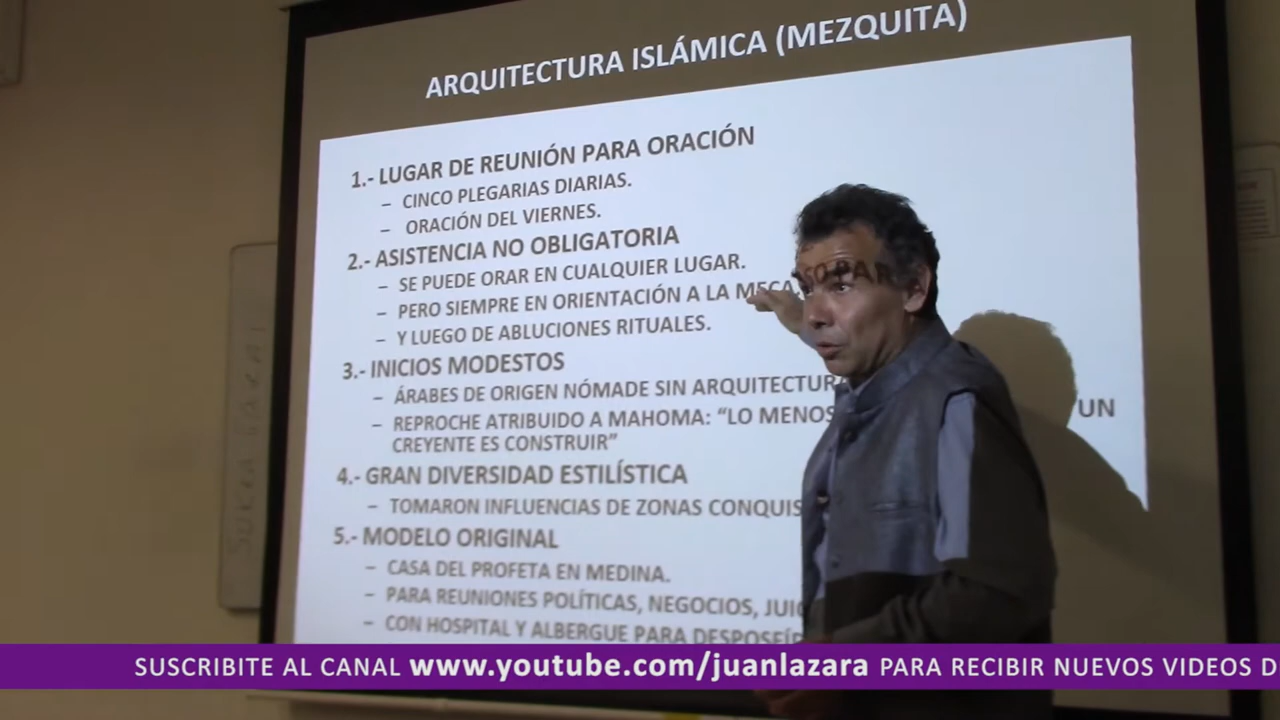 ARQUITECTURA ISLÁMICA (MEZQUITA)
1.- LUGAR DE REUNIÓN PARA ORACIÓN
– CINCO PLEGARIAS DIARIAS.
– ORACIÓN DEL VIERNES.
2.- ASISTENCIA NO OBLIGATORIA
– SE PUEDE ORAR EN CUALQUIER LUGAR.
– PERO SIEMPRE EN ORIENTACIÓN A LA MECA.
– Y LUEGO DE ABLUCIONES RITUALES.
3.- INICIOS MODESTOS
– ÁRABES DE ORIGEN NÓMADE SIN ARQUITECTURA
– REPROCHE ATRIBUIDO A MAHOMA: “LO MENOS UN
CREYENTE ES CONSTRUIR”
4.- GRAN DIVERSIDAD ESTILÍSTICA
– TOMARON INFLUENCIAS DE ZONAS CONQUIS
5.- MODELO ORIGINAL
– CASA DEL PROFETA EN MEDINA.
– PARA REUNIONES POLÍTICAS, NEGOCIOS,
– CON HOSPITAL Y ALBERGUE PARA
SUSCRIBITE AL CANAL www.youtube.com/juanlazara PARA RECIBIR NUEVOS VIDEOS D